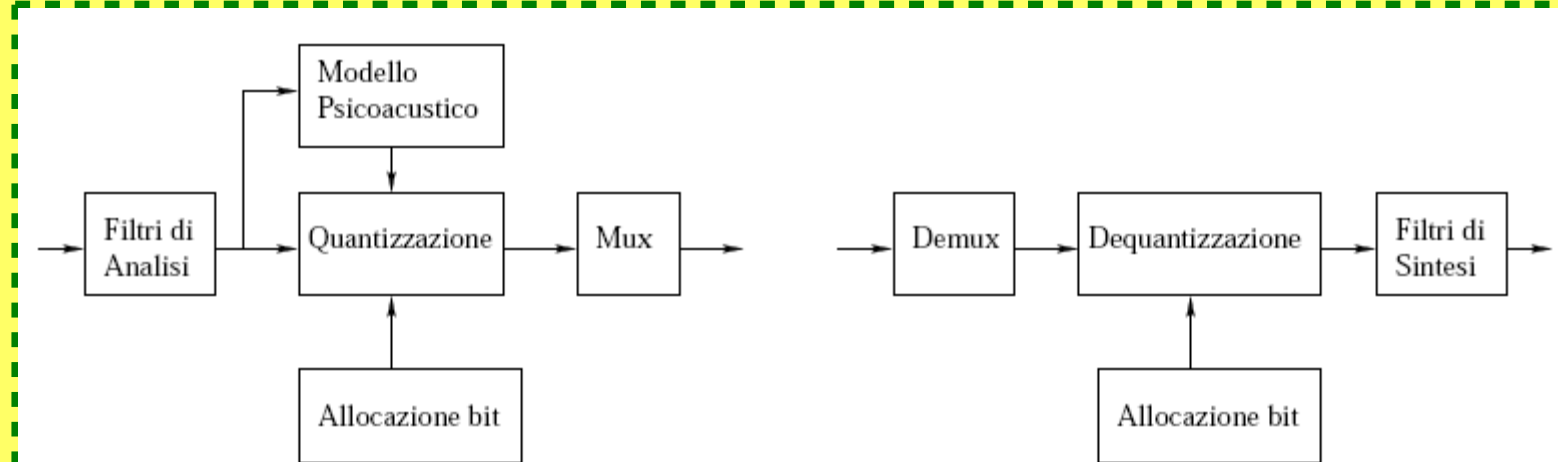 Modello
Psicoacustico
Filtri di
Analisi
Quantizzazione
Mux
Allocazione bit
Demux
Dequantizzazione
Filtri di
Sintesi
Allocazione bit